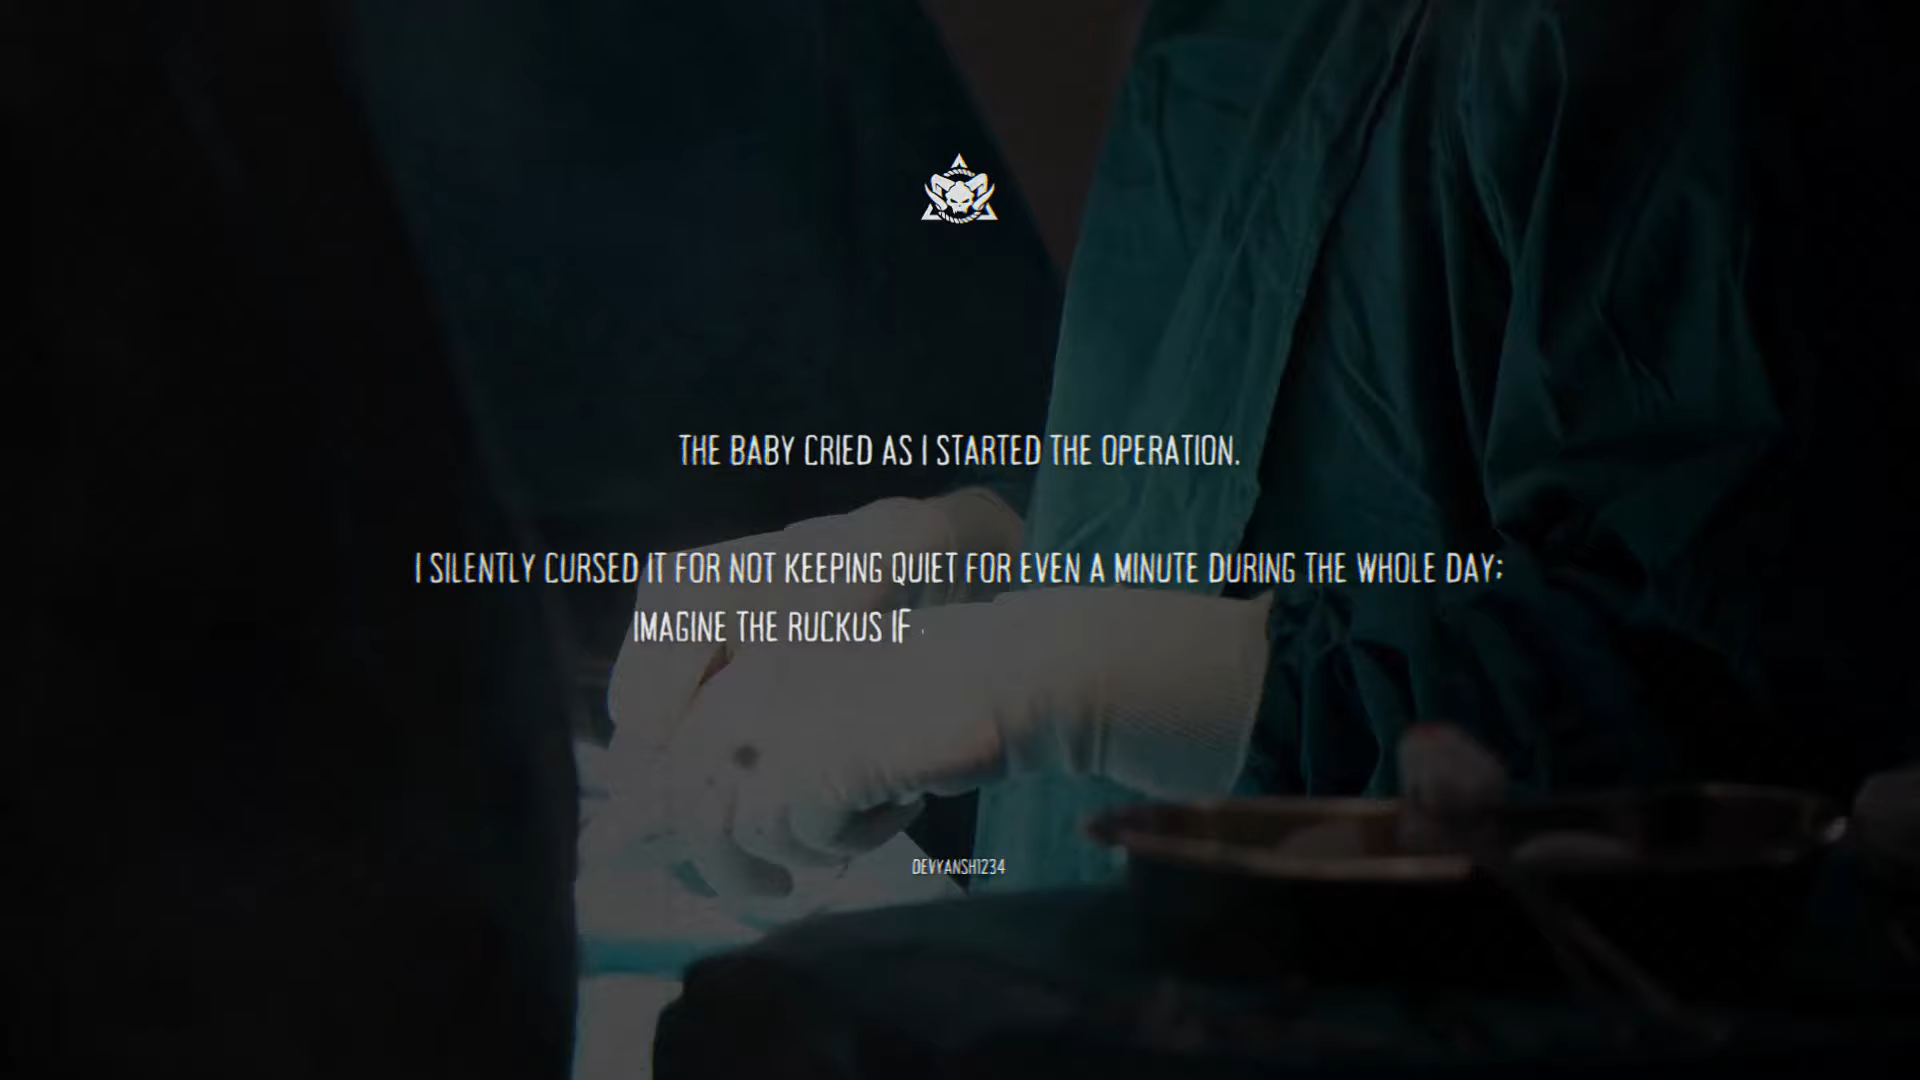 THE BABY CRIED AS I STARTED THE OPERATION.
I SILENTLY CURSED IT FOR NOT KEEPING QUIET FOR EVEN A MINUTE DURING THE WHOLE DAY;
IMAGINE THE RUCKUS IF
DEVYANSH1234